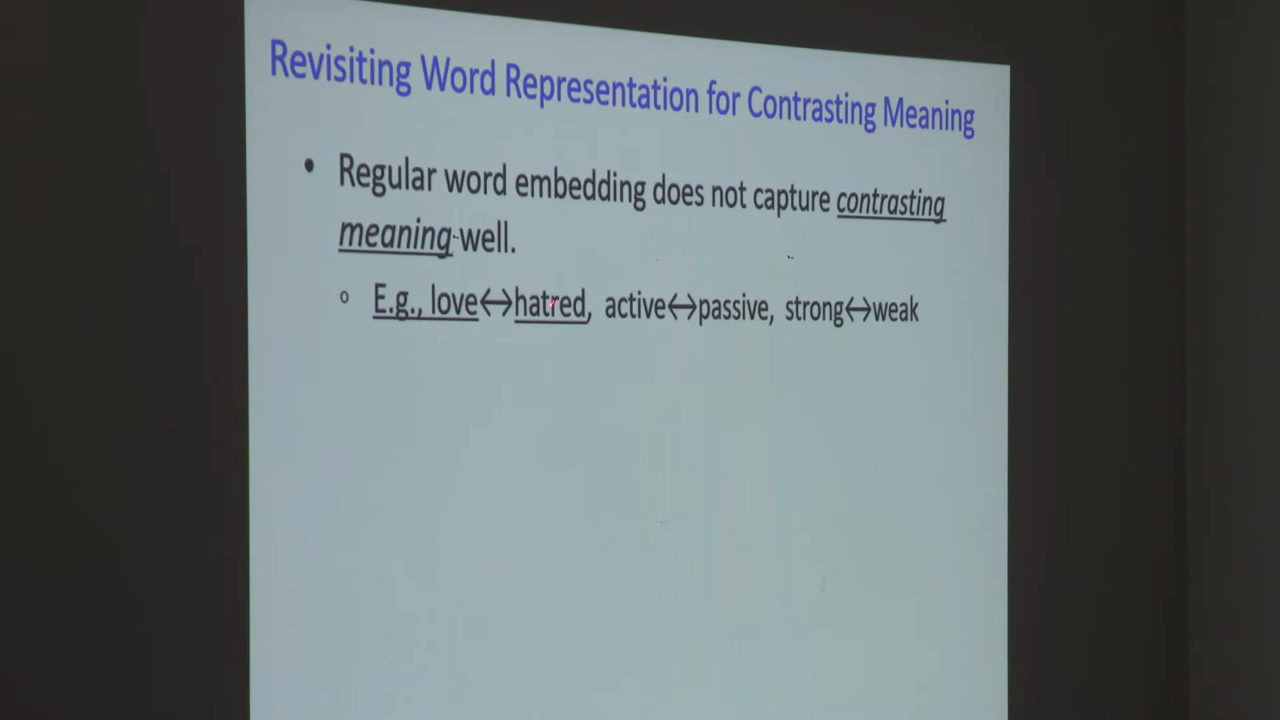 Revisiting Word Representation for Contrasting Meaning
• Regular word embedding does not capture contrasting
meaning well.
o E.g., love↔hatred, active↔passive, strong↔weak